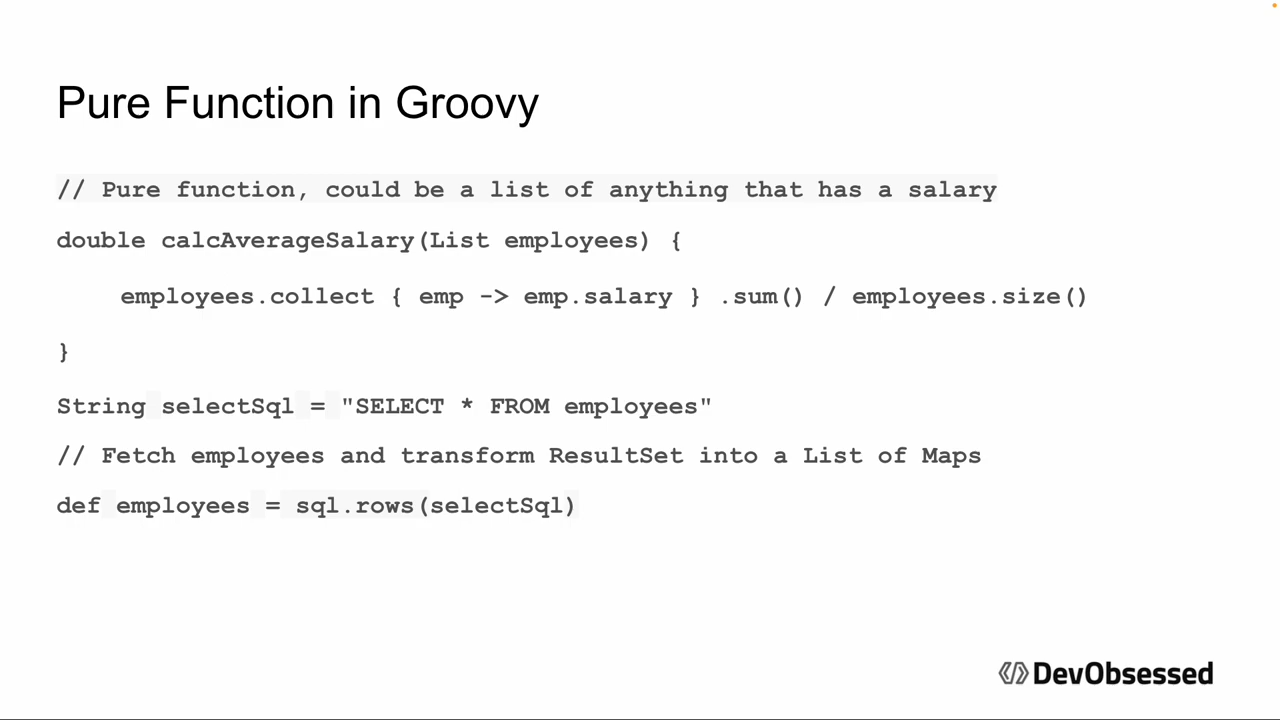 Pure Function in Groovy
// Pure function, could be a list of anything that has a salary
double calcAverageSalary(List employees) {
employees.collect { emp -> emp.salary } .sum() / employees.size()
}
String selectSql = "SELECT * FROM employees"
// Fetch employees and transform ResultSet into a List of Maps
def employees = sql.rows(selectSql)
</> DevObsessed